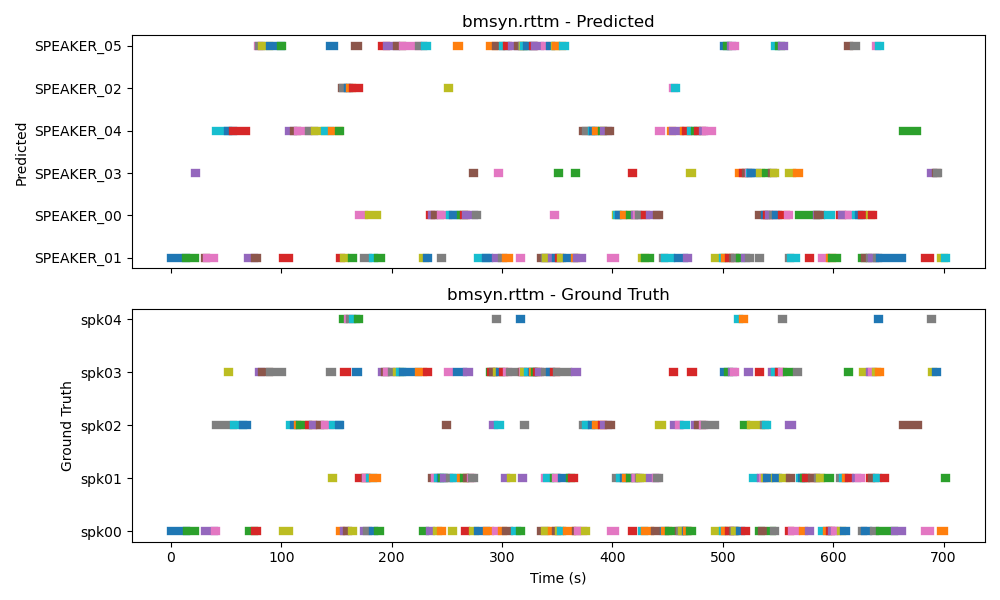 bmsyn.rttm - Predicted
SPEAKER_05
SPEAKER_02
SPEAKER_04
SPEAKER_03
SPEAKER_00
SPEAKER_01
Predicted
bmsyn.rttm - Ground Truth
spk04
spk03
spk02
spk01
spk00
Ground Truth
0 100 200 300 400 500 600 700
Time (s)